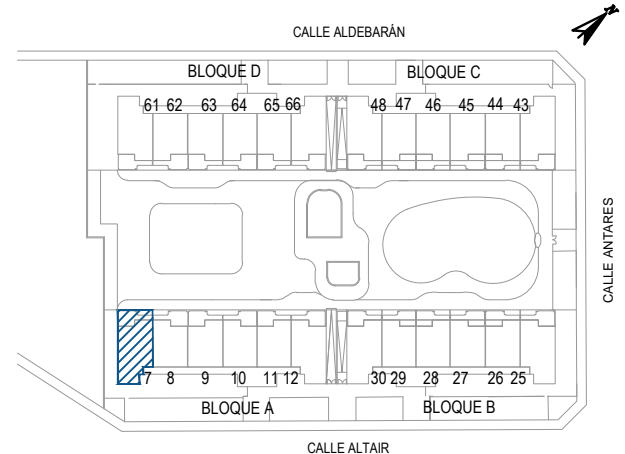 CALLE ALDEBARÁN
BLOQUE D BLOQUE C
61 62 63 64 65 66 48 47 46 45 44 43
CALLE ANTARES
7 8 9 10 11 12 30 29 28 27 26 25
BLOQUE A BLOQUE B
CALLE ALTAIR